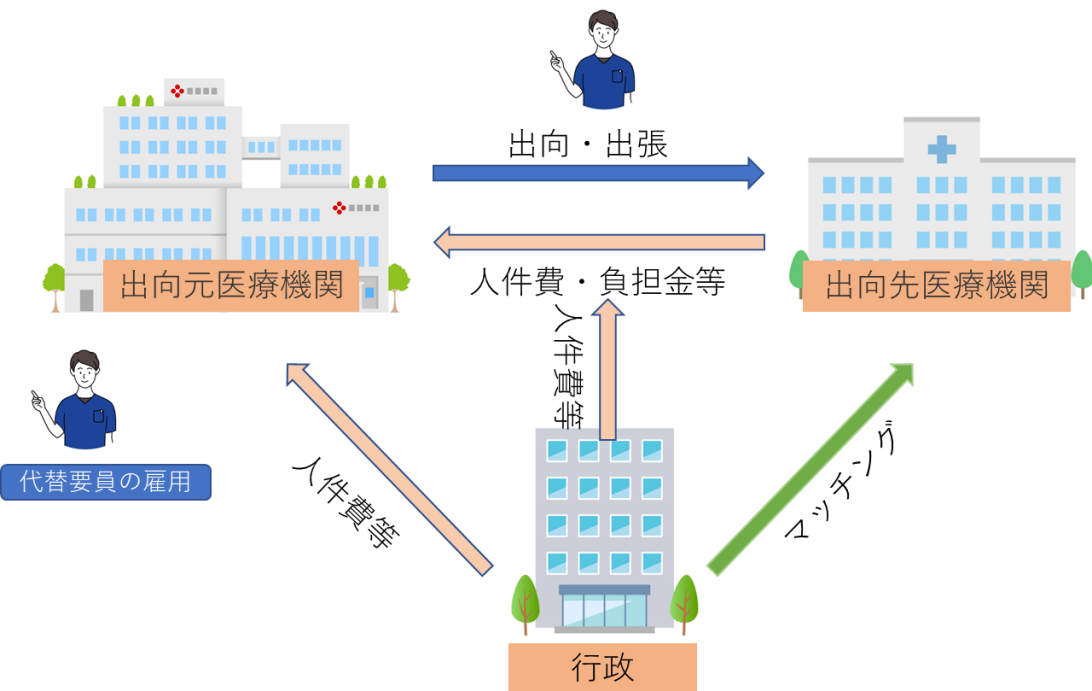 出向・出張
出向元医療機関
出向先医療機関
人件費・負担金等
人件費等
代替要員の雇用
人件費等
マッチング
行政